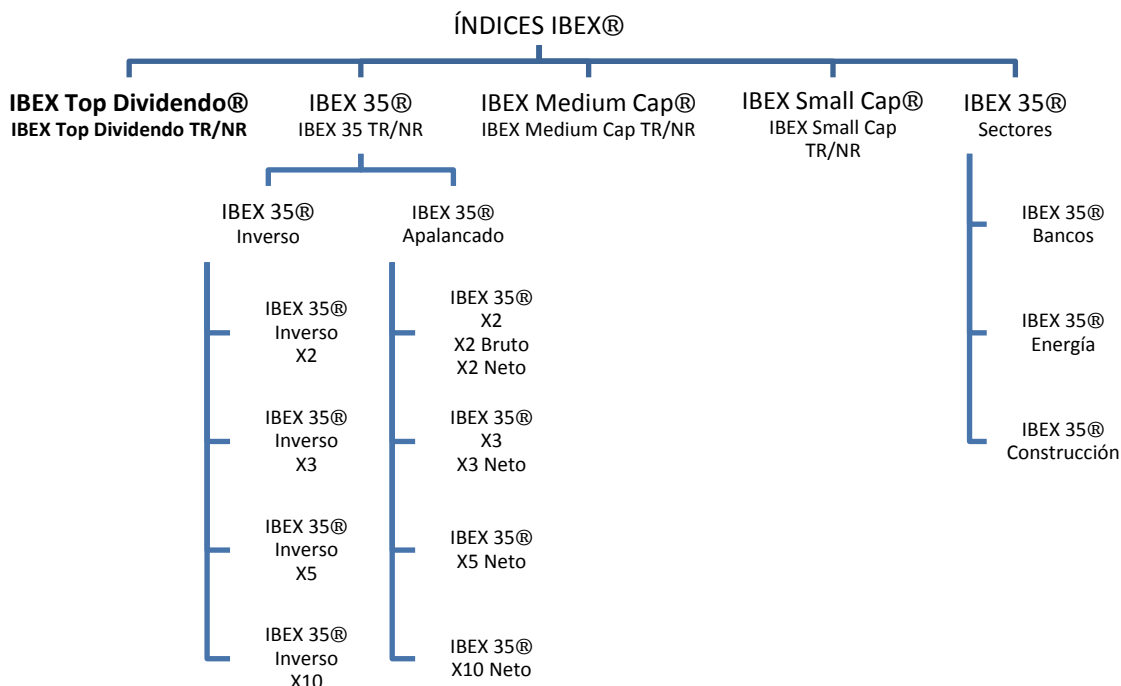 ÍNDICES IBEX®
IBEX Top Dividendo®
IBEX Top Dividendo TR/NR
IBEX 35®
IBEX 35 TR/NR
IBEX Medium Cap®
IBEX Medium Cap TR/NR
IBEX Small Cap®
IBEX Small Cap
TR/NR
IBEX 35®
Sectores
IBEX 35®
Inverso
IBEX 35®
Inverso
X2
IBEX 35®
Inverso
X3
IBEX 35®
Inverso
X5
IBEX 35®
Inverso
X10
IBEX 35®
Apalancado
IBEX 35®
X2
X2 Bruto
X2 Neto
IBEX 35®
X3
X3 Neto
IBEX 35®
X5 Neto
IBEX 35®
X10 Neto
IBEX 35®
Bancos
IBEX 35®
Energía
IBEX 35®
Construcción